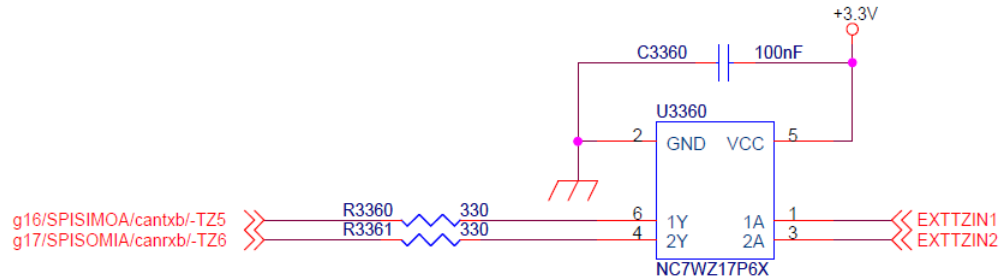 +3.3V
C3360 100nF
U3360
2 GND VCC 5
g16/SPISIMOA/cantxb/-TZ5 R3360 330 6 1Y 1A 1 EXTTZIN1
g17/SPISOMIA/canrxb/-TZ6 R3361 330 4 2Y 2A 3 EXTTZIN2
NC7WZ17P6X